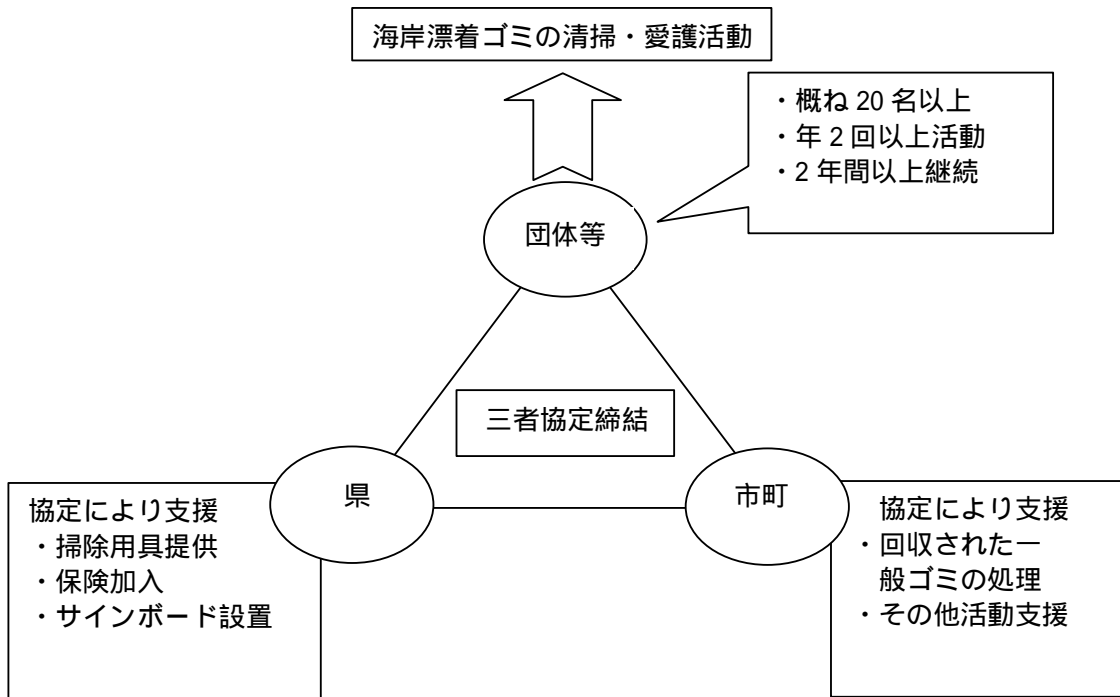 海岸漂着ゴミの清掃・愛護活動
・概ね 20 名以上
・年 2 回以上活動
・2 年間以上継続
団体等
三者協定締結
県
市町
協定により支援
・掃除用具提供
・保険加入
・サインボード設置
協定により支援
・回収された一
般ゴミの処理
・その他活動支援